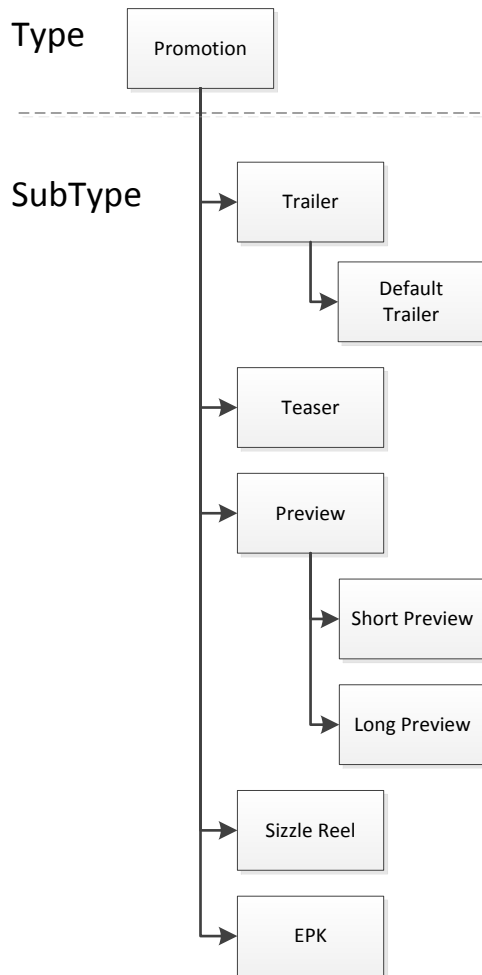 Type
Promotion
SubType
Trailer
Default
Trailer
Teaser
Preview
Short Preview
Long Preview
Sizzle Reel
EPK